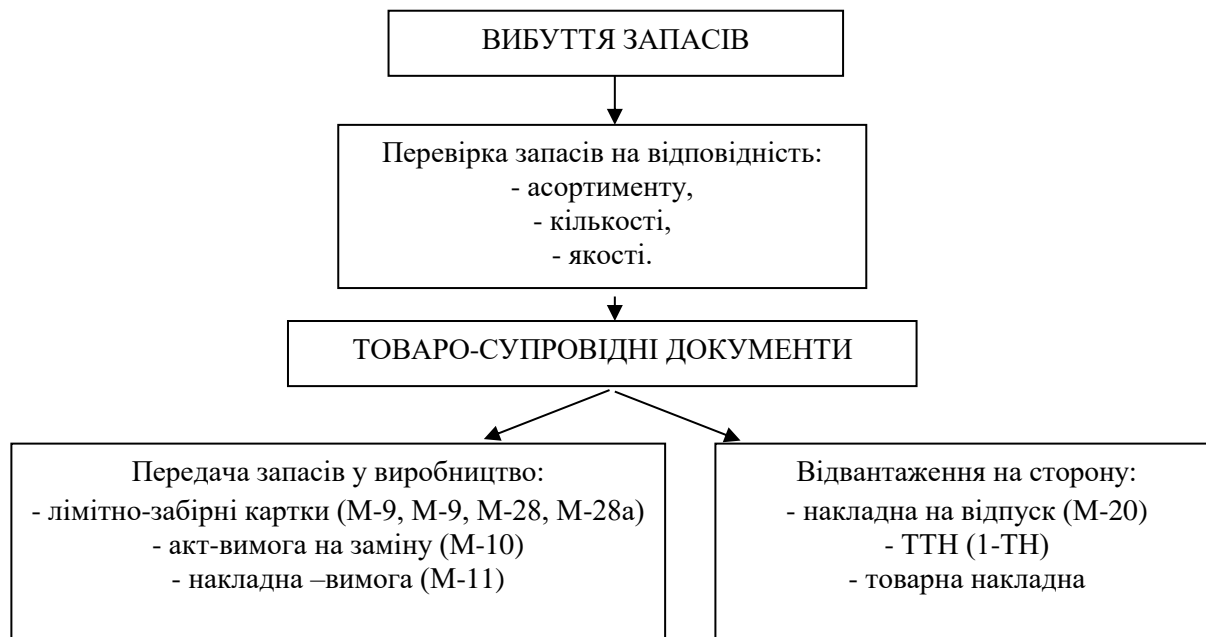 ВИБУТТЯ ЗАПАСІВ
Перевірка запасів на відповідність:
- асортименту,
- кількості,
- якості.
ТОВАРО-СУПРОВІДНІ ДОКУМЕНТИ
Передача запасів у виробництво:
- лімітно-забірні картки (М-9, М-9, М-28, М-28а)
- акт-вимога на заміну (М-10)
- накладна –вимога (М-11)
Відвантаження на сторону:
- накладна на відпуск (М-20)
- ТТН (1-ТН)
- товарна накладна